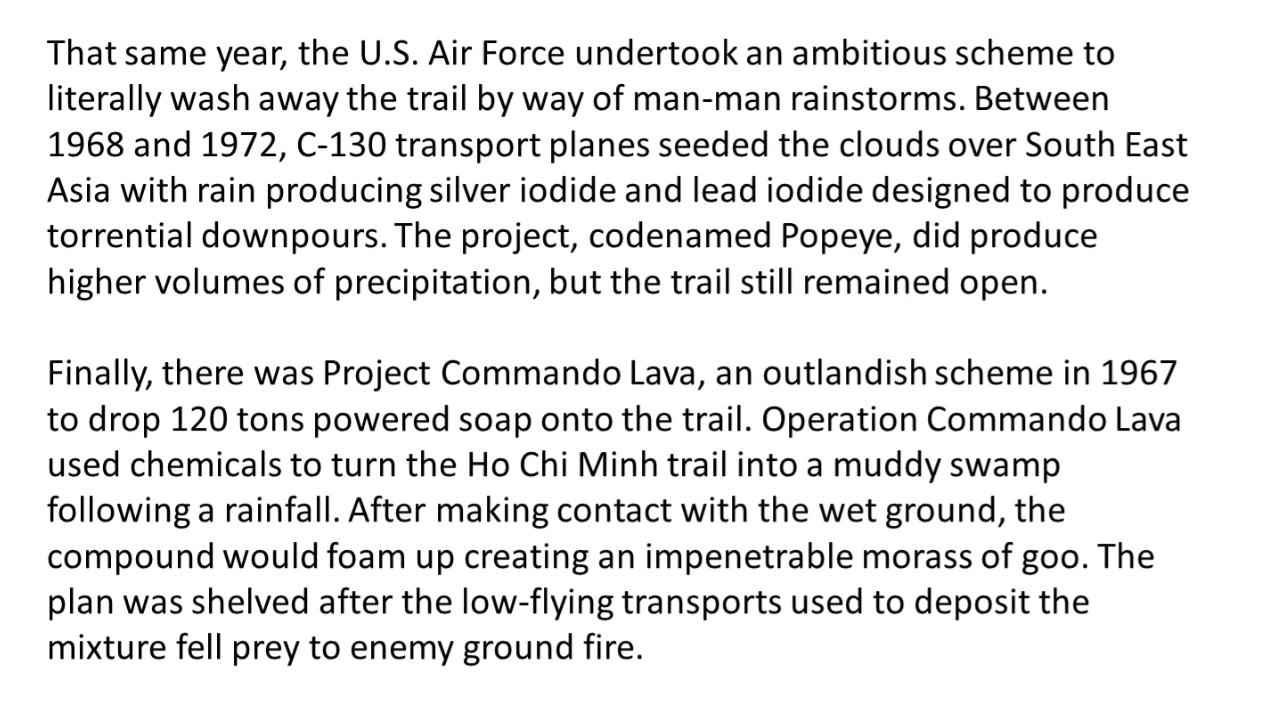 That same year, the U.S. Air Force undertook an ambitious scheme to
literally wash away the trail by way of man-man rainstorms. Between
1968 and 1972, C-130 transport planes seeded the clouds over South East
Asia with rain producing silver iodide and lead iodide designed to produce
torrential downpours. The project, codenamed Popeye, did produce
higher volumes of precipitation, but the trail still remained open.
Finally, there was Project Commando Lava, an outlandish scheme in 1967
to drop 120 tons powered soap onto the trail. Operation Commando Lava
used chemicals to turn the Ho Chi Minh trail into a muddy swamp
following a rainfall. After making contact with the wet ground, the
compound would foam up creating an impenetrable morass of goo. The
plan was shelved after the low-flying transports used to deposit the
mixture fell prey to enemy ground fire.